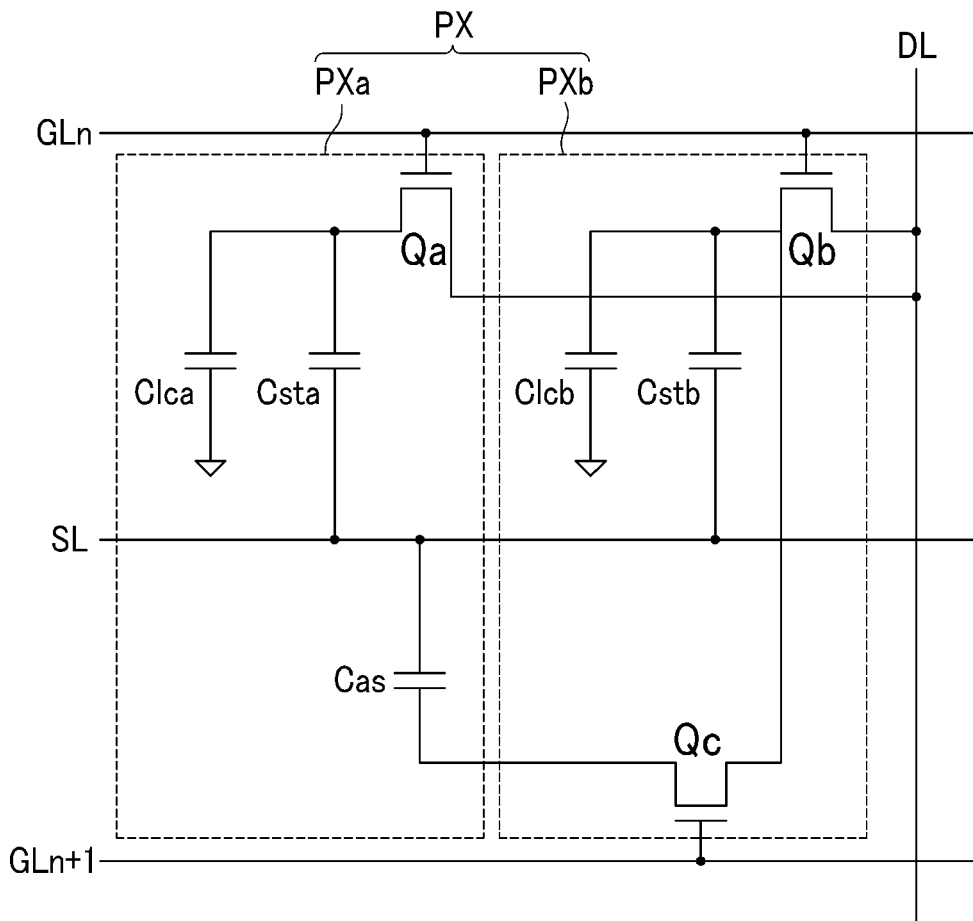 PX
DL
PXa
PXb
GLn
Qa
Qb
Clca
Csta
Clcb
Cstb
SL
Cas
Qc
GLn+1